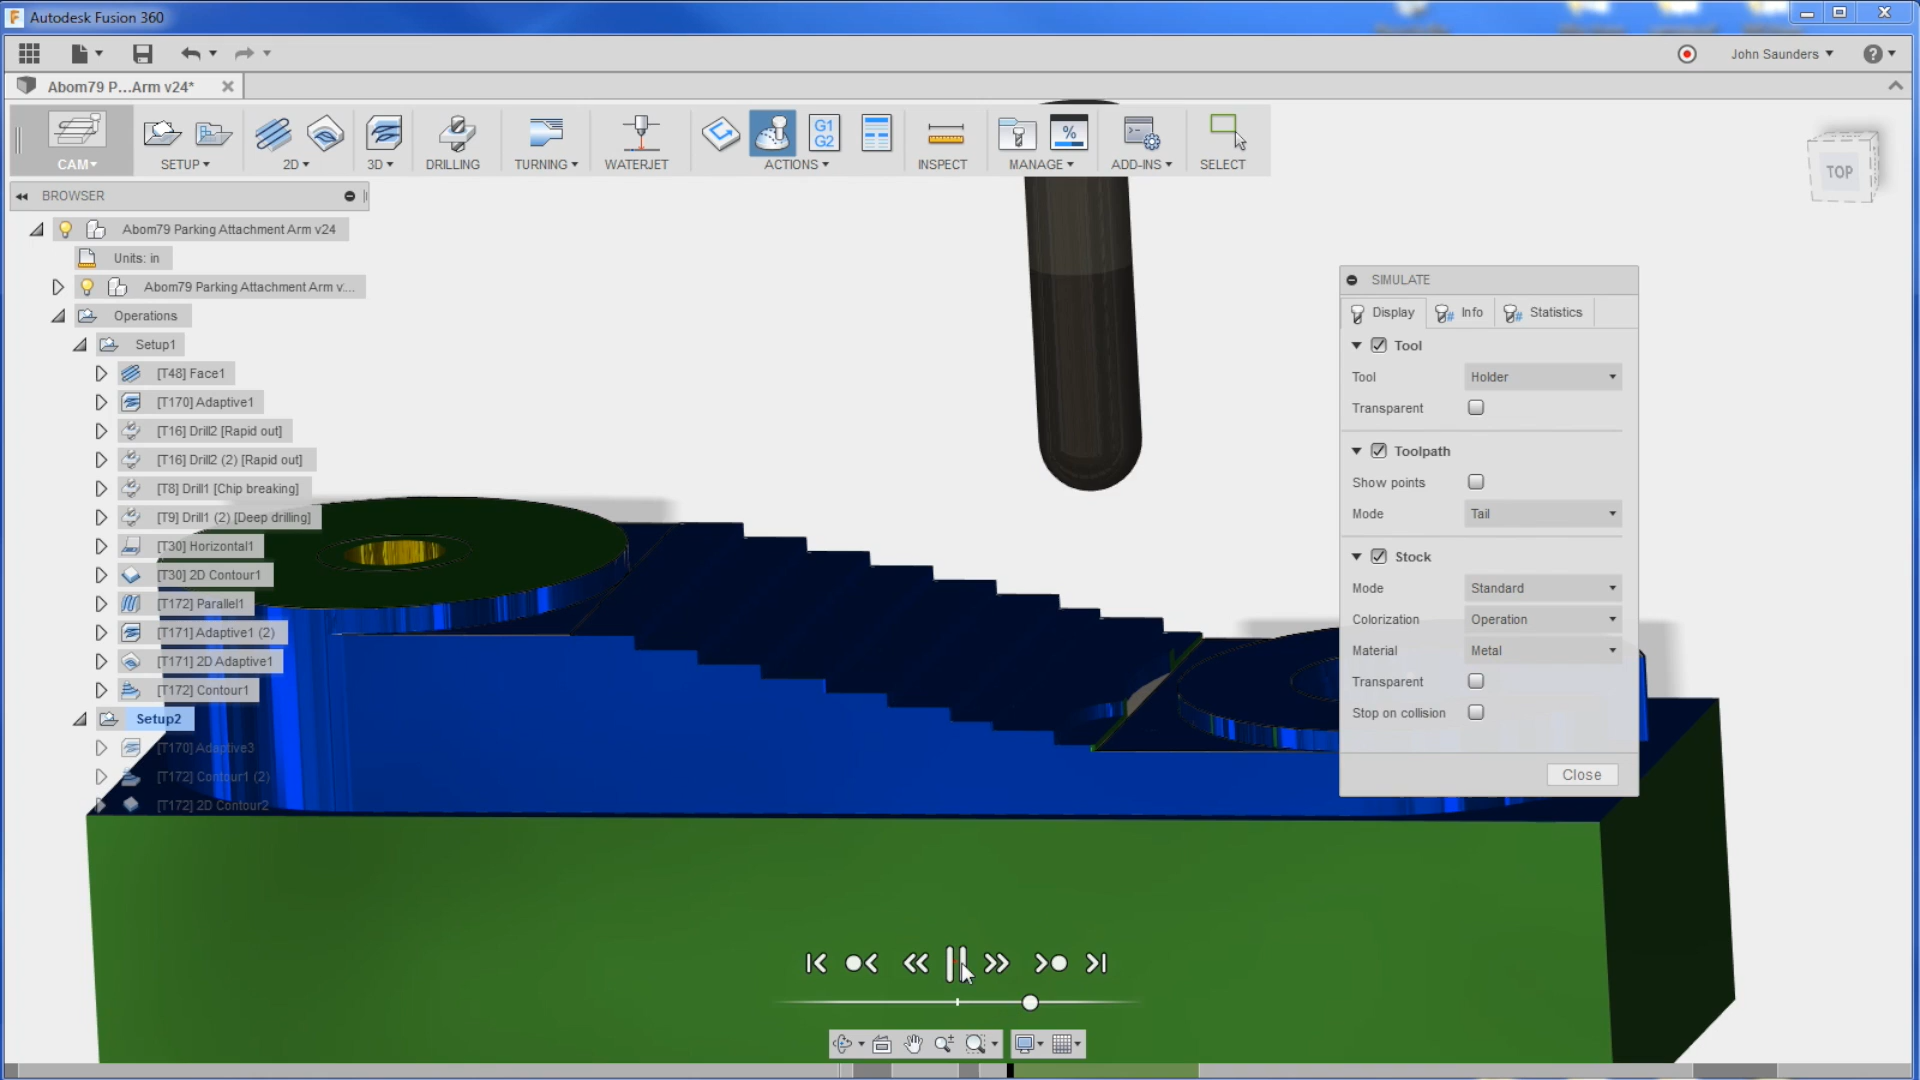 Autodesk Fusion 360
John Saunders
Abom79 P...Arm v24*
CAM▾
SETUP▾
2D▾
3D▾
DRILLING
TURNING▾
WATERJET
G1
G2
ACTIONS▾
INSPECT
%
MANAGE▾
ADD-INS▾
SELECT
TOP
BROWSER
Abom79 Parking Attachment Arm v24
Units: in
Abom79 Parking Attachment Arm v:...
Operations
Setup1
[T48] Face1
[T170] Adaptive1
[T16] Drill2 [Rapid out]
[T16] Drill2 (2) [Rapid out]
[T8] Drill1 [Chip breaking]
[T9] Drill1 (2) [Deep drilling]
[T30] Horizontal1
[T30] 2D Contour1
[T172] Parallel1
[T171] Adaptive1 (2)
[T171] 2D Adaptive1
[T172] Contour1
Setup2
[T170] Adaptive3
[T172] Contour1 (2)
[T172] 2D Contour2
SIMULATE
Display
Info
Statistics
Tool
Tool Holder
Transparent
Toolpath
Show points
Mode Tail
Stock
Mode Standard
Colorization Operation
Material Metal
Transparent
Stop on collision
Close